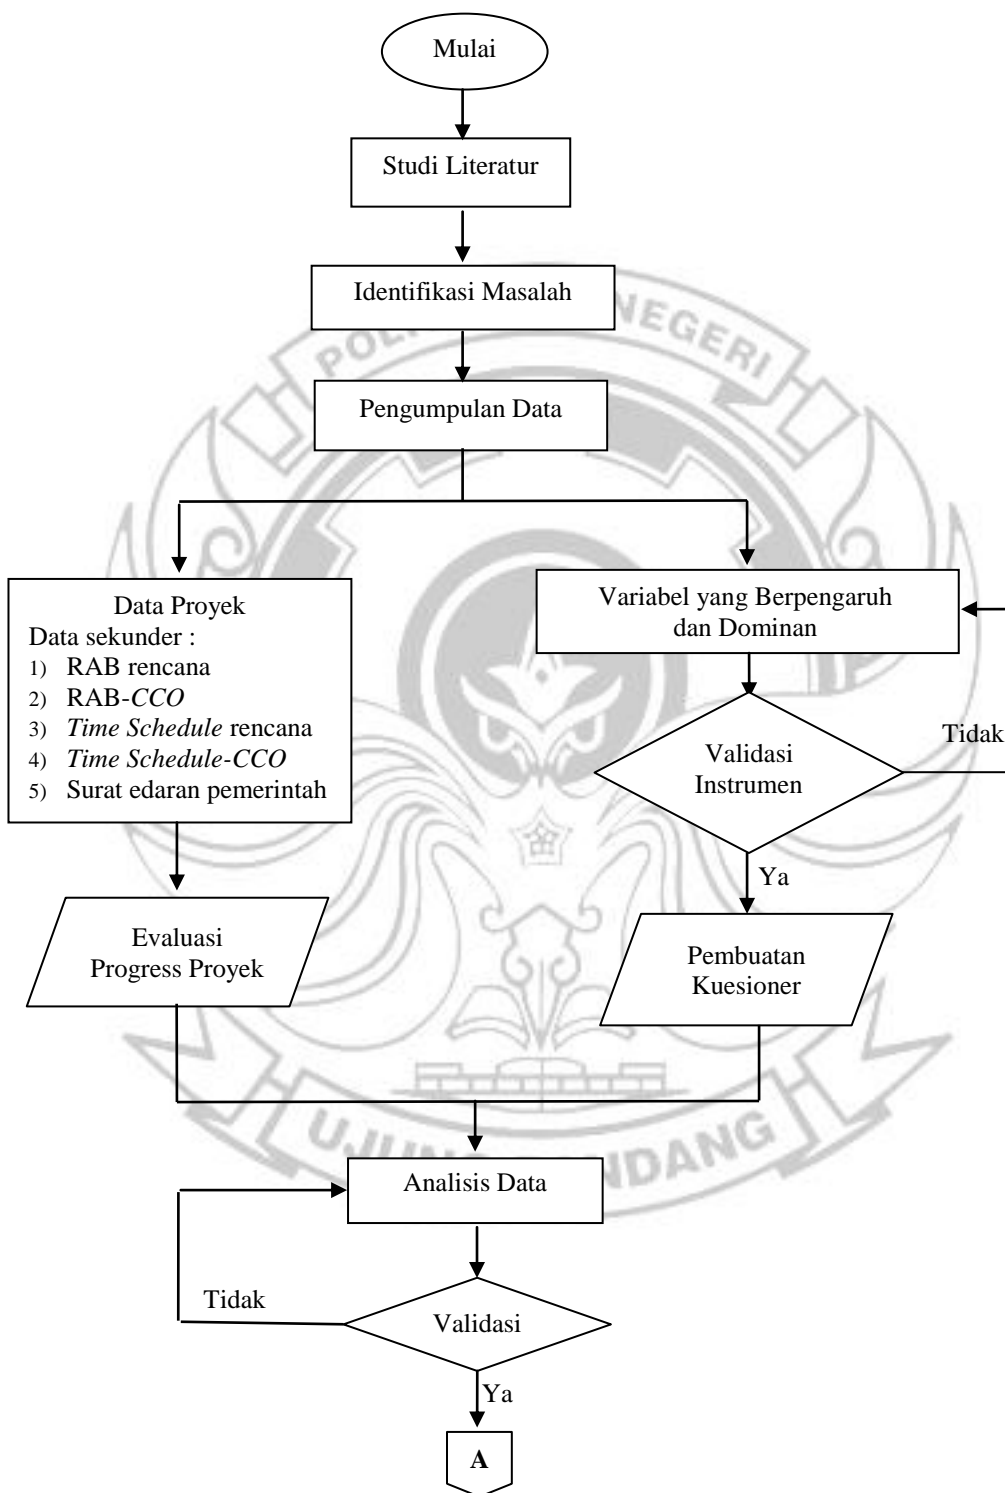 Mulai
Studi Literatur
Identifikasi Masalah
NEGERI
Pengumpulan Data
Data Proyek
Data sekunder :
1) RAB rencana
2) RAB-CCO
3) Time Schedule rencana
4) Time Schedule-CCO
5) Surat edaran pemerintah
Variabel yang Berpengaruh
dan Dominan
Validasi
Instrumen
Tidak
Ya
Evaluasi
Progress Proyek
Pembuatan
Kuesioner
Analisis Data
Tidak
Validasi
Ya
A